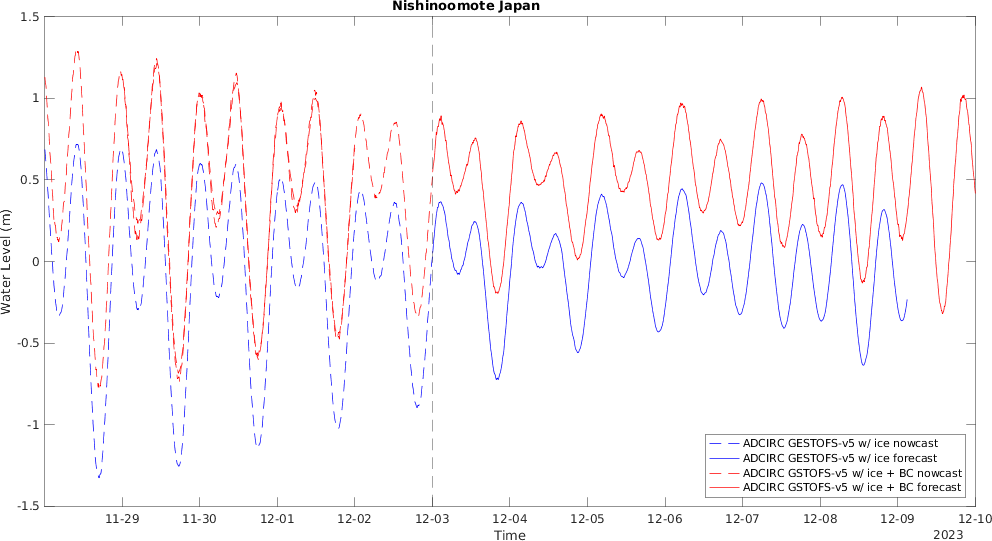 Nishinoomote Japan
1.5
1
0.5
0
-0.5
-1
-1.5
Water Level (m)
11-29 11-30 12-01 12-02 12-03 12-04 12-05 12-06 12-07 12-08 12-09 12-10
Time
2023
ADCIRC GESTOFS-v5 w/ ice nowcast
ADCIRC GESTOFS-v5 w/ ice forecast
ADCIRC GSTOFS-v5 w/ ice + BC nowcast
ADCIRC GSTOFS-v5 w/ ice + BC forecast